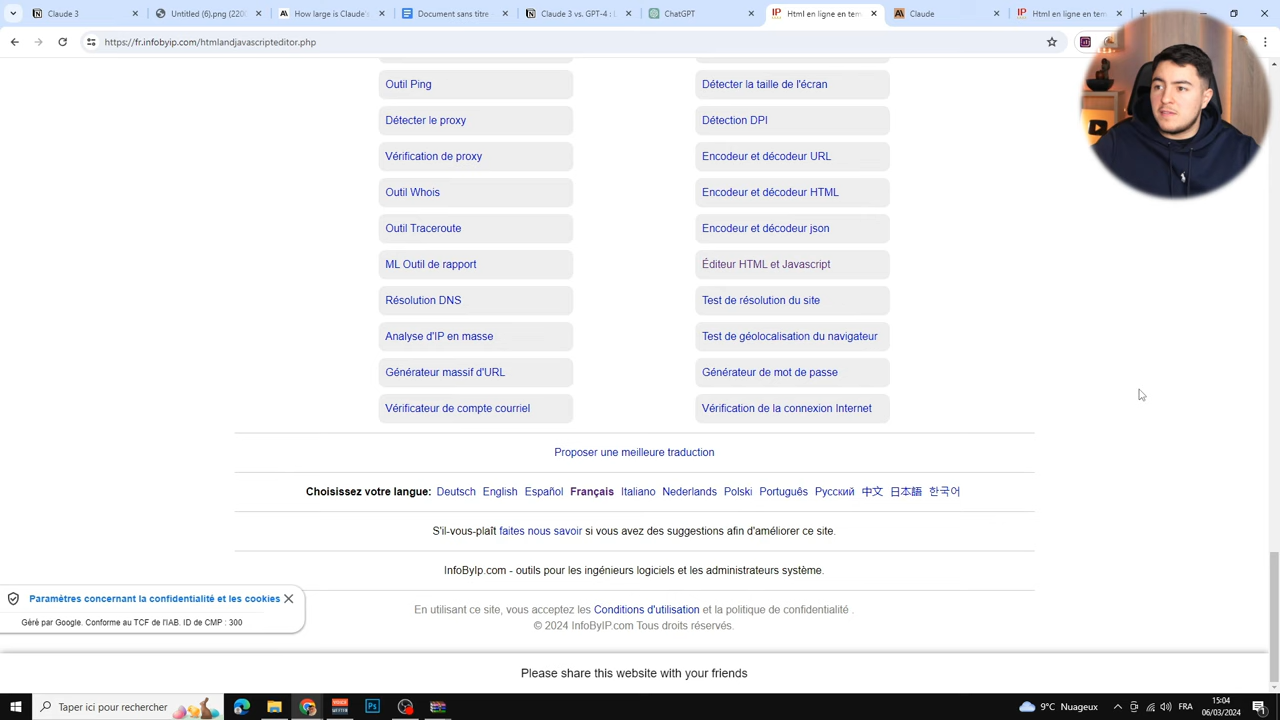 Claude 3
Untitled (6).png (220
How large is Claude's
Document sans titre
Claude 3 vs. GPT-4 : L
ChatGPT
Html en ligne en tem
Claude
Html en ligne en tem
https://fr.infobyip.com/htmlandjavascripteditor.php
Outil Ping
Détecter la taille de l'écran
Détecter le proxy
Détection DPI
Vérification de proxy
Encodeur et décodeur URL
Outil Whois
Encodeur et décodeur HTML
Outil Traceroute
Encodeur et décodeur json
ML Outil de rapport
Éditeur HTML et Javascript
Résolution DNS
Test de résolution du site
Analyse d'IP en masse
Test de géolocalisation du navigateur
Générateur massif d'URL
Générateur de mot de passe
Vérificateur de compte courriel
Vérification de la connexion Internet
Proposer une meilleure traduction
Choisissez votre langue: Deutsch English Español Français Italiano Nederlands Polski Português Русский 中文 日本語 한국어
S'il-vous-plaît faites nous savoir si vous avez des suggestions afin d'améliorer ce site.
InfoByIp.com - outils pour les ingénieurs logiciels et les administrateurs système.
Paramètres concernant la confidentialité et les cookies
Géré par Google. Conforme au TCF de l'IAB. ID de CMP : 300
En utilisant ce site, vous acceptez les Conditions d'utilisation et la politique de confidentialité .
© 2024 InfoByIP.com Tous droits réservés.
Please share this website with your friends
Taper ici pour rechercher
9°C Nuageux
FRA
15:04
06/03/2024